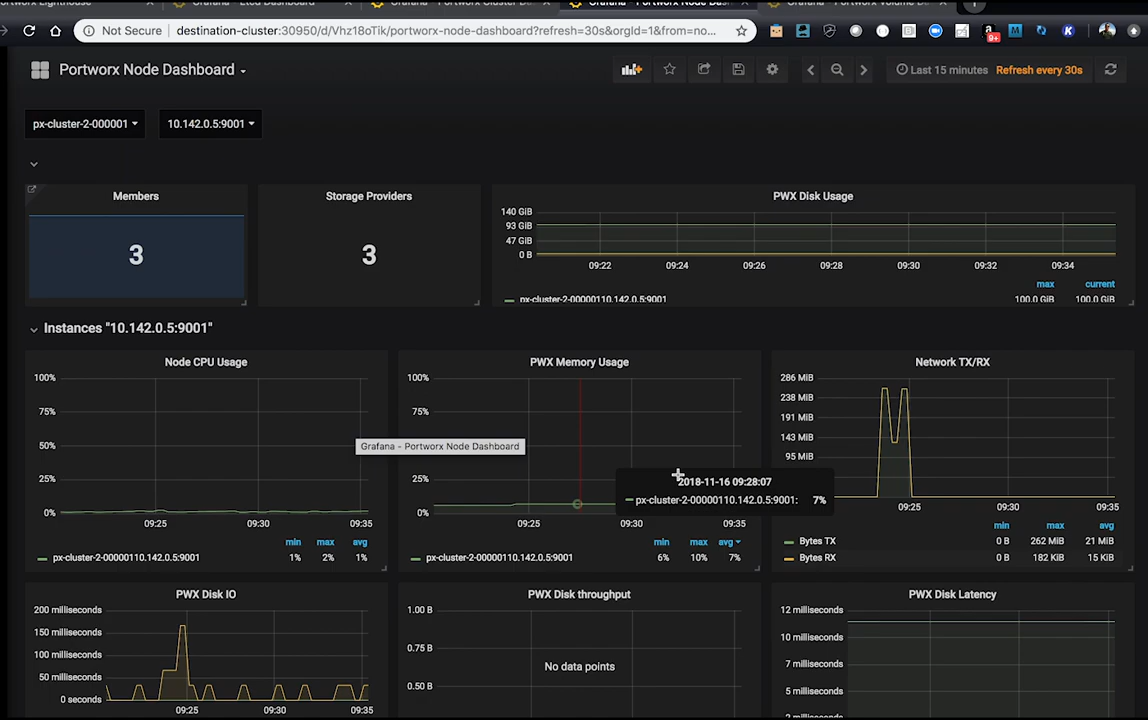 Grafana - Portworx Cluster De
Grafana - Portworx Node Dashb
Grafana - Portworx Volume D
Not Secure destination-cluster:30950/d/Vhz18oTik/portworx-node-dashboard?refresh=30s&orgId=1&from=no...
9+
Portworx Node Dashboard
Last 15 minutes Refresh every 30s
px-cluster-2-000001 10.142.0.5:9001
Members
3
Storage Providers
3
PWX Disk Usage
140 GiB
93 GiB
47 GiB
0 B
09:22 09:24 09:26 09:28 09:30 09:32 09:34
max current
px-cluster-2-00000110.142.0.5:9001 100.0 GiB 100.0 GiB
Instances "10.142.0.5:9001"
Node CPU Usage
100%
75%
50%
25%
0%
09:25 09:30 09:35
min max avg
px-cluster-2-00000110.142.0.5:9001 1% 2% 1%
Grafana - Portworx Node Dashboard
PWX Memory Usage
100%
75%
25%
0%
09:25 09:30 09:35
2018-11-16 09:28:07
px-cluster-2-00000110.142.0.5:9001: 7%
min max avg
px-cluster-2-00000110.142.0.5:9001 6% 10% 7%
Network TX/RX
286 MiB
238 MiB
191 MiB
143 MiB
95 MiB
09:25 09:30 09:35
min max avg
Bytes TX 0 B 262 MiB 21 MiB
Bytes RX 0 B 182 KiB 15 KiB
PWX Disk IO
200 milliseconds
150 milliseconds
100 milliseconds
50 milliseconds
0 seconds
09:25 09:30 09:35
PWX Disk throughput
1.00 B
0.75 B
0.50 B
No data points
PWX Disk Latency
12 milliseconds
10 milliseconds
7 milliseconds
5 milliseconds